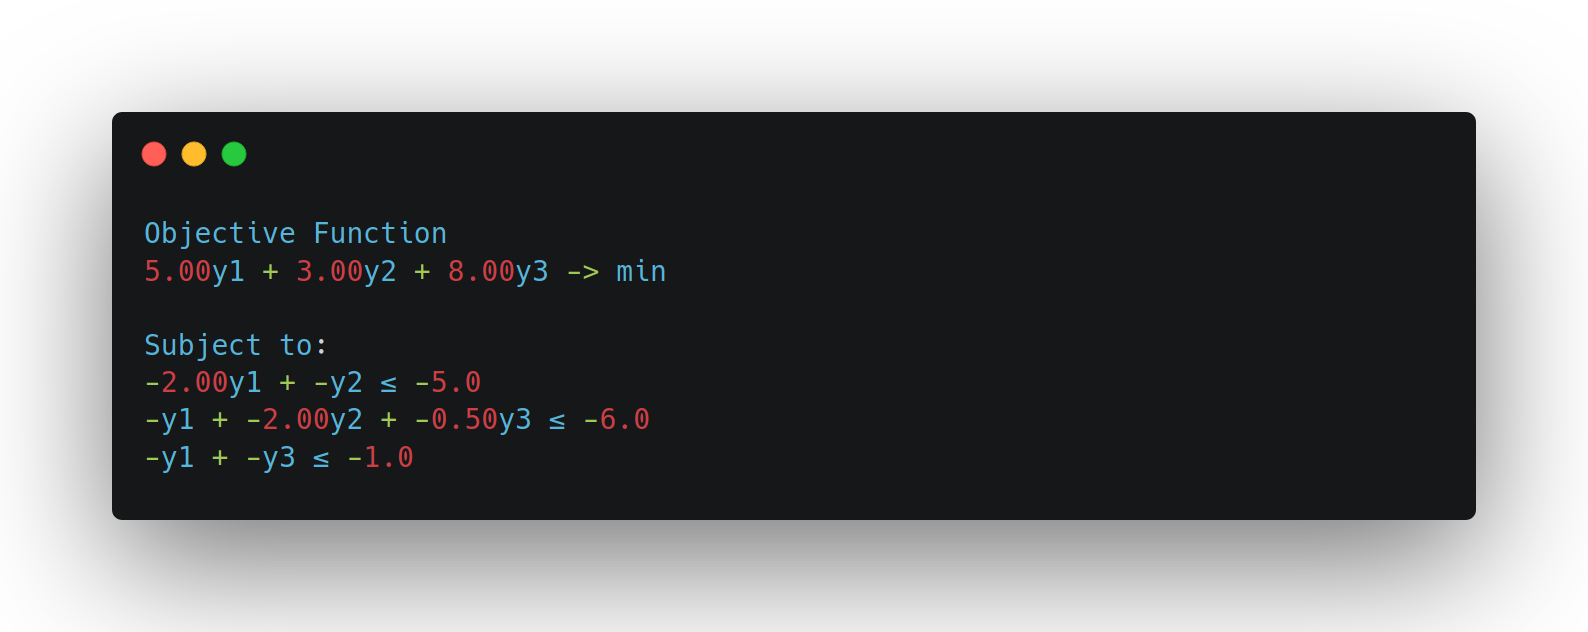 Objective Function
5.00y1 + 3.00y2 + 8.00y3 -> min
Subject to:
-2.00y1 + -y2 ≤ -5.0
-y1 + -2.00y2 + -0.50y3 ≤ -6.0
-y1 + -y3 ≤ -1.0